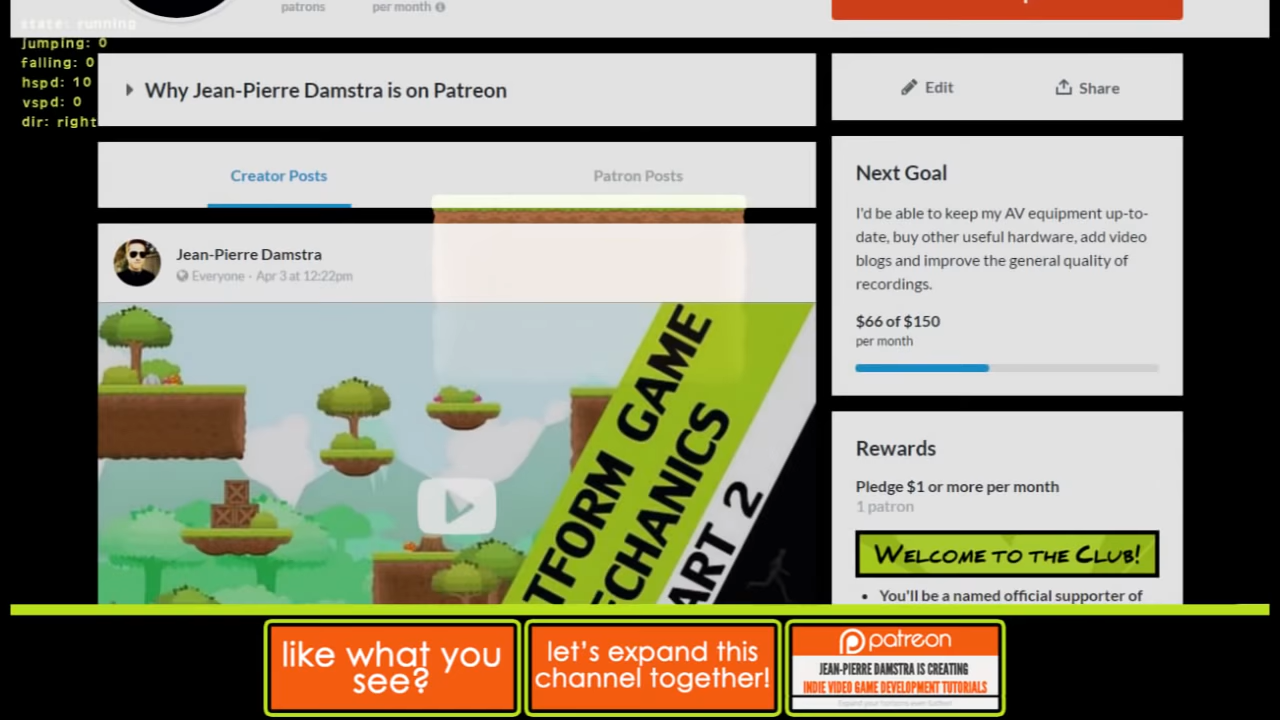 patrons
per month
state: running
jumping: 0
falling: 0
hspd: 10
vspd: 0
dir: right
Why Jean-Pierre Damstra is on Patreon
Edit
Share
Creator Posts
Patron Posts
Jean-Pierre Damstra
Everyone · Apr 3 at 12:22pm
TFORM GAME
ECHANICS
ART 2
Next Goal
I'd be able to keep my AV equipment up-to-
date, buy other useful hardware, add video
blogs and improve the general quality of
recordings.
$66 of $150
per month
Rewards
Pledge $1 or more per month
1 patron
WELCOME TO THE CLUB!
• You'll be a named official supporter of
like what you
see?
let's expand this
channel together!
patreon
JEAN-PIERRE DAMSTRA IS CREATING
INDIE VIDEO GAME DEVELOPMENT TUTORIALS